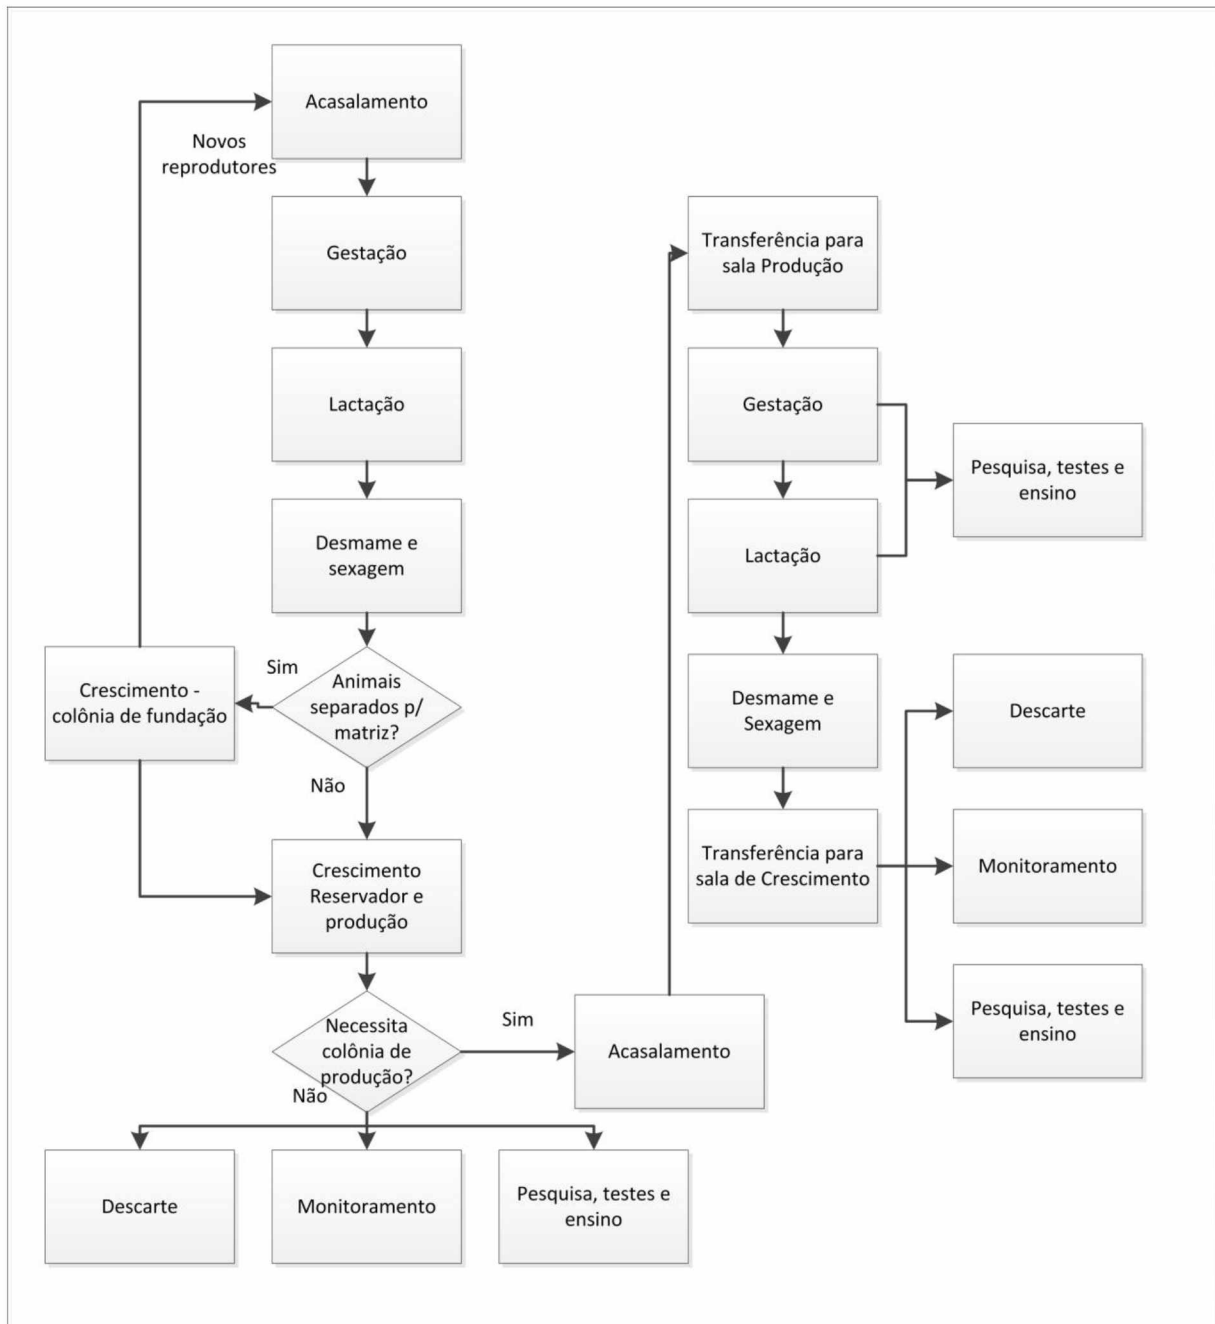 Acasalamento
Novos
reprodutores
Gestação
Lactação
Desmame e
sexagem
Sim
Animais
separados p/
matriz?
Crescimento -
colônia de fundação
Não
Crescimento
Reservador e
produção
Necessita
colônia de
produção?
Sim
Não
Acasalamento
Descarte
Monitoramento
Pesquisa, testes e
ensino
Transferência para
sala Produção
Gestação
Lactação
Pesquisa, testes e
ensino
Desmame e
Sexagem
Transferência para
sala de Crescimento
Descarte
Monitoramento
Pesquisa, testes e
ensino